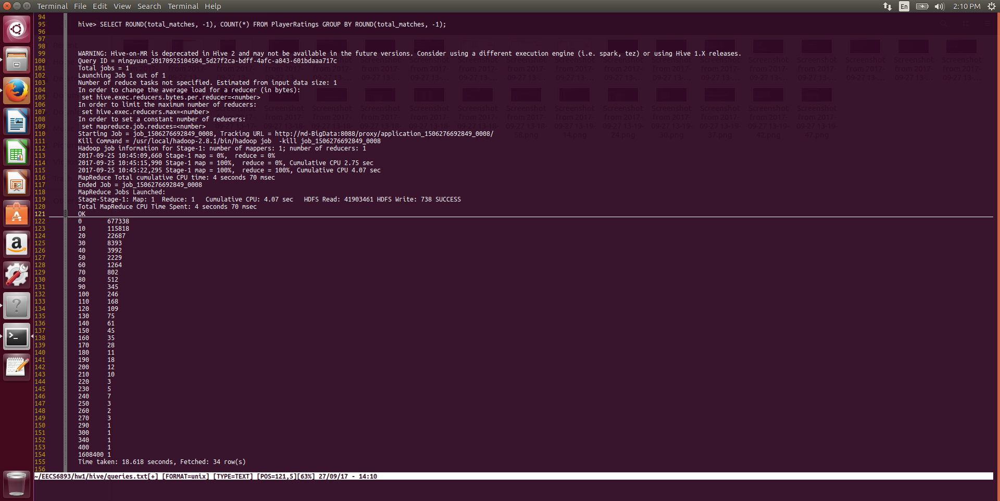 Terminal File Edit View Search Terminal Help En 2:10 PM
94
95 hive> SELECT ROUND(total_matches, -1), COUNT(*) FROM PlayerRatings GROUP BY ROUND(total_matches, -1);
96
97
98
99 WARNING: Hive-on-MR is deprecated in Hive 2 and may not be available in the future versions. Consider using a different execution engine (i.e. spark, tez) or using Hive 1.X releases.
100 Query ID = mingyuan_20170925104504_5d27f2ca-bdff-4afc-a843-601bdaaa717c
101 Total jobs = 1
102 Launching Job 1 out of 1
103 Number of reduce tasks not specified. Estimated from input data size: 1
104 In order to change the average load for a reducer (in bytes):
105 set hive.exec.reducers.bytes.per.reducer=<number>
106 In order to limit the maximum number of reducers:
107 set hive.exec.reducers.max=<number>
108 In order to set a constant number of reducers:
109 set mapreduce.job.reduces=<number>
110 Starting Job = job_1506276692849_0008, Tracking URL = http://md-BigData:8088/proxy/application_1506276692849_0008/
111 Kill Command = /usr/local/hadoop-2.8.1/bin/hadoop job  -kill job_1506276692849_0008
112 Hadoop job information for Stage-1: number of mappers: 1; number of reducers: 1
113 2017-09-25 10:45:09,660 Stage-1 map = 0%,  reduce = 0%
114 2017-09-25 10:45:15,990 Stage-1 map = 100%,  reduce = 0%, Cumulative CPU 2.75 sec
115 2017-09-25 10:45:22,295 Stage-1 map = 100%,  reduce = 100%, Cumulative CPU 4.07 sec
116 MapReduce Total cumulative CPU time: 4 seconds 70 msec
117 Ended Job = job_1506276692849_0008
118 MapReduce Jobs Launched:
119 Stage-Stage-1: Map: 1  Reduce: 1   Cumulative CPU: 4.07 sec   HDFS Read: 41903461 HDFS Write: 738 SUCCESS
120 Total MapReduce CPU Time Spent: 4 seconds 70 msec
121 OK
122 0 677338
123 10 115818
124 20 22687
125 30 8393
126 40 3992
127 50 2229
128 60 1264
129 70 802
130 80 512
131 90 345
132 100 246
133 110 168
134 120 109
135 130 75
136 140 61
137 150 45
138 160 35
139 170 28
140 180 11
141 190 18
142 200 12
143 210 10
144 220 3
145 230 5
146 240 7
147 250 3
148 260 2
149 270 3
150 290 1
151 300 1
152 340 1
153 400 1
154 1608400 1
155 Time taken: 18.618 seconds, Fetched: 34 row(s)
156
~/EECS6893/hw1/hive/queries.txt[+] [FORMAT=unix] [TYPE=TEXT] [POS=121,5][63%] 27/09/17 - 14:10